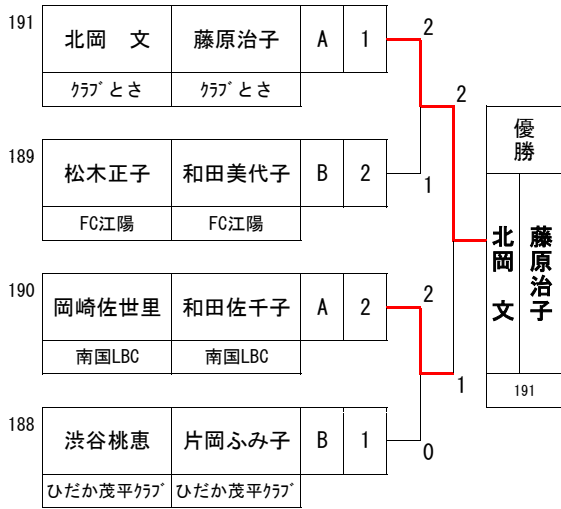 191 北岡　文 藤原治子 A 1 2
ｸﾗﾌﾞとさ ｸﾗﾌﾞとさ
2
優勝
189 松木正子 和田美代子 B 2 1
FC江陽 FC江陽
北岡　文 藤原治子
190 岡崎佐世里 和田佐千子 A 2 2
南国LBC 南国LBC
1 191
188 渋谷桃恵 片岡ふみ子 B 1 0
ひだか茂平ｸﾗﾌﾞ ひだか茂平ｸﾗﾌﾞ